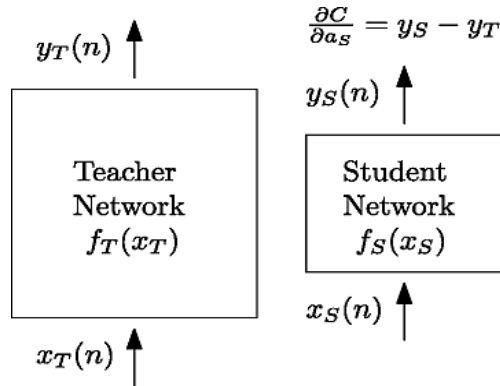 y_T(n)
Teacher
Network
f_T(x_T)
x_T(n)
∂C/∂a_S = y_S − y_T
y_S(n)
Student
Network
f_S(x_S)
x_S(n)